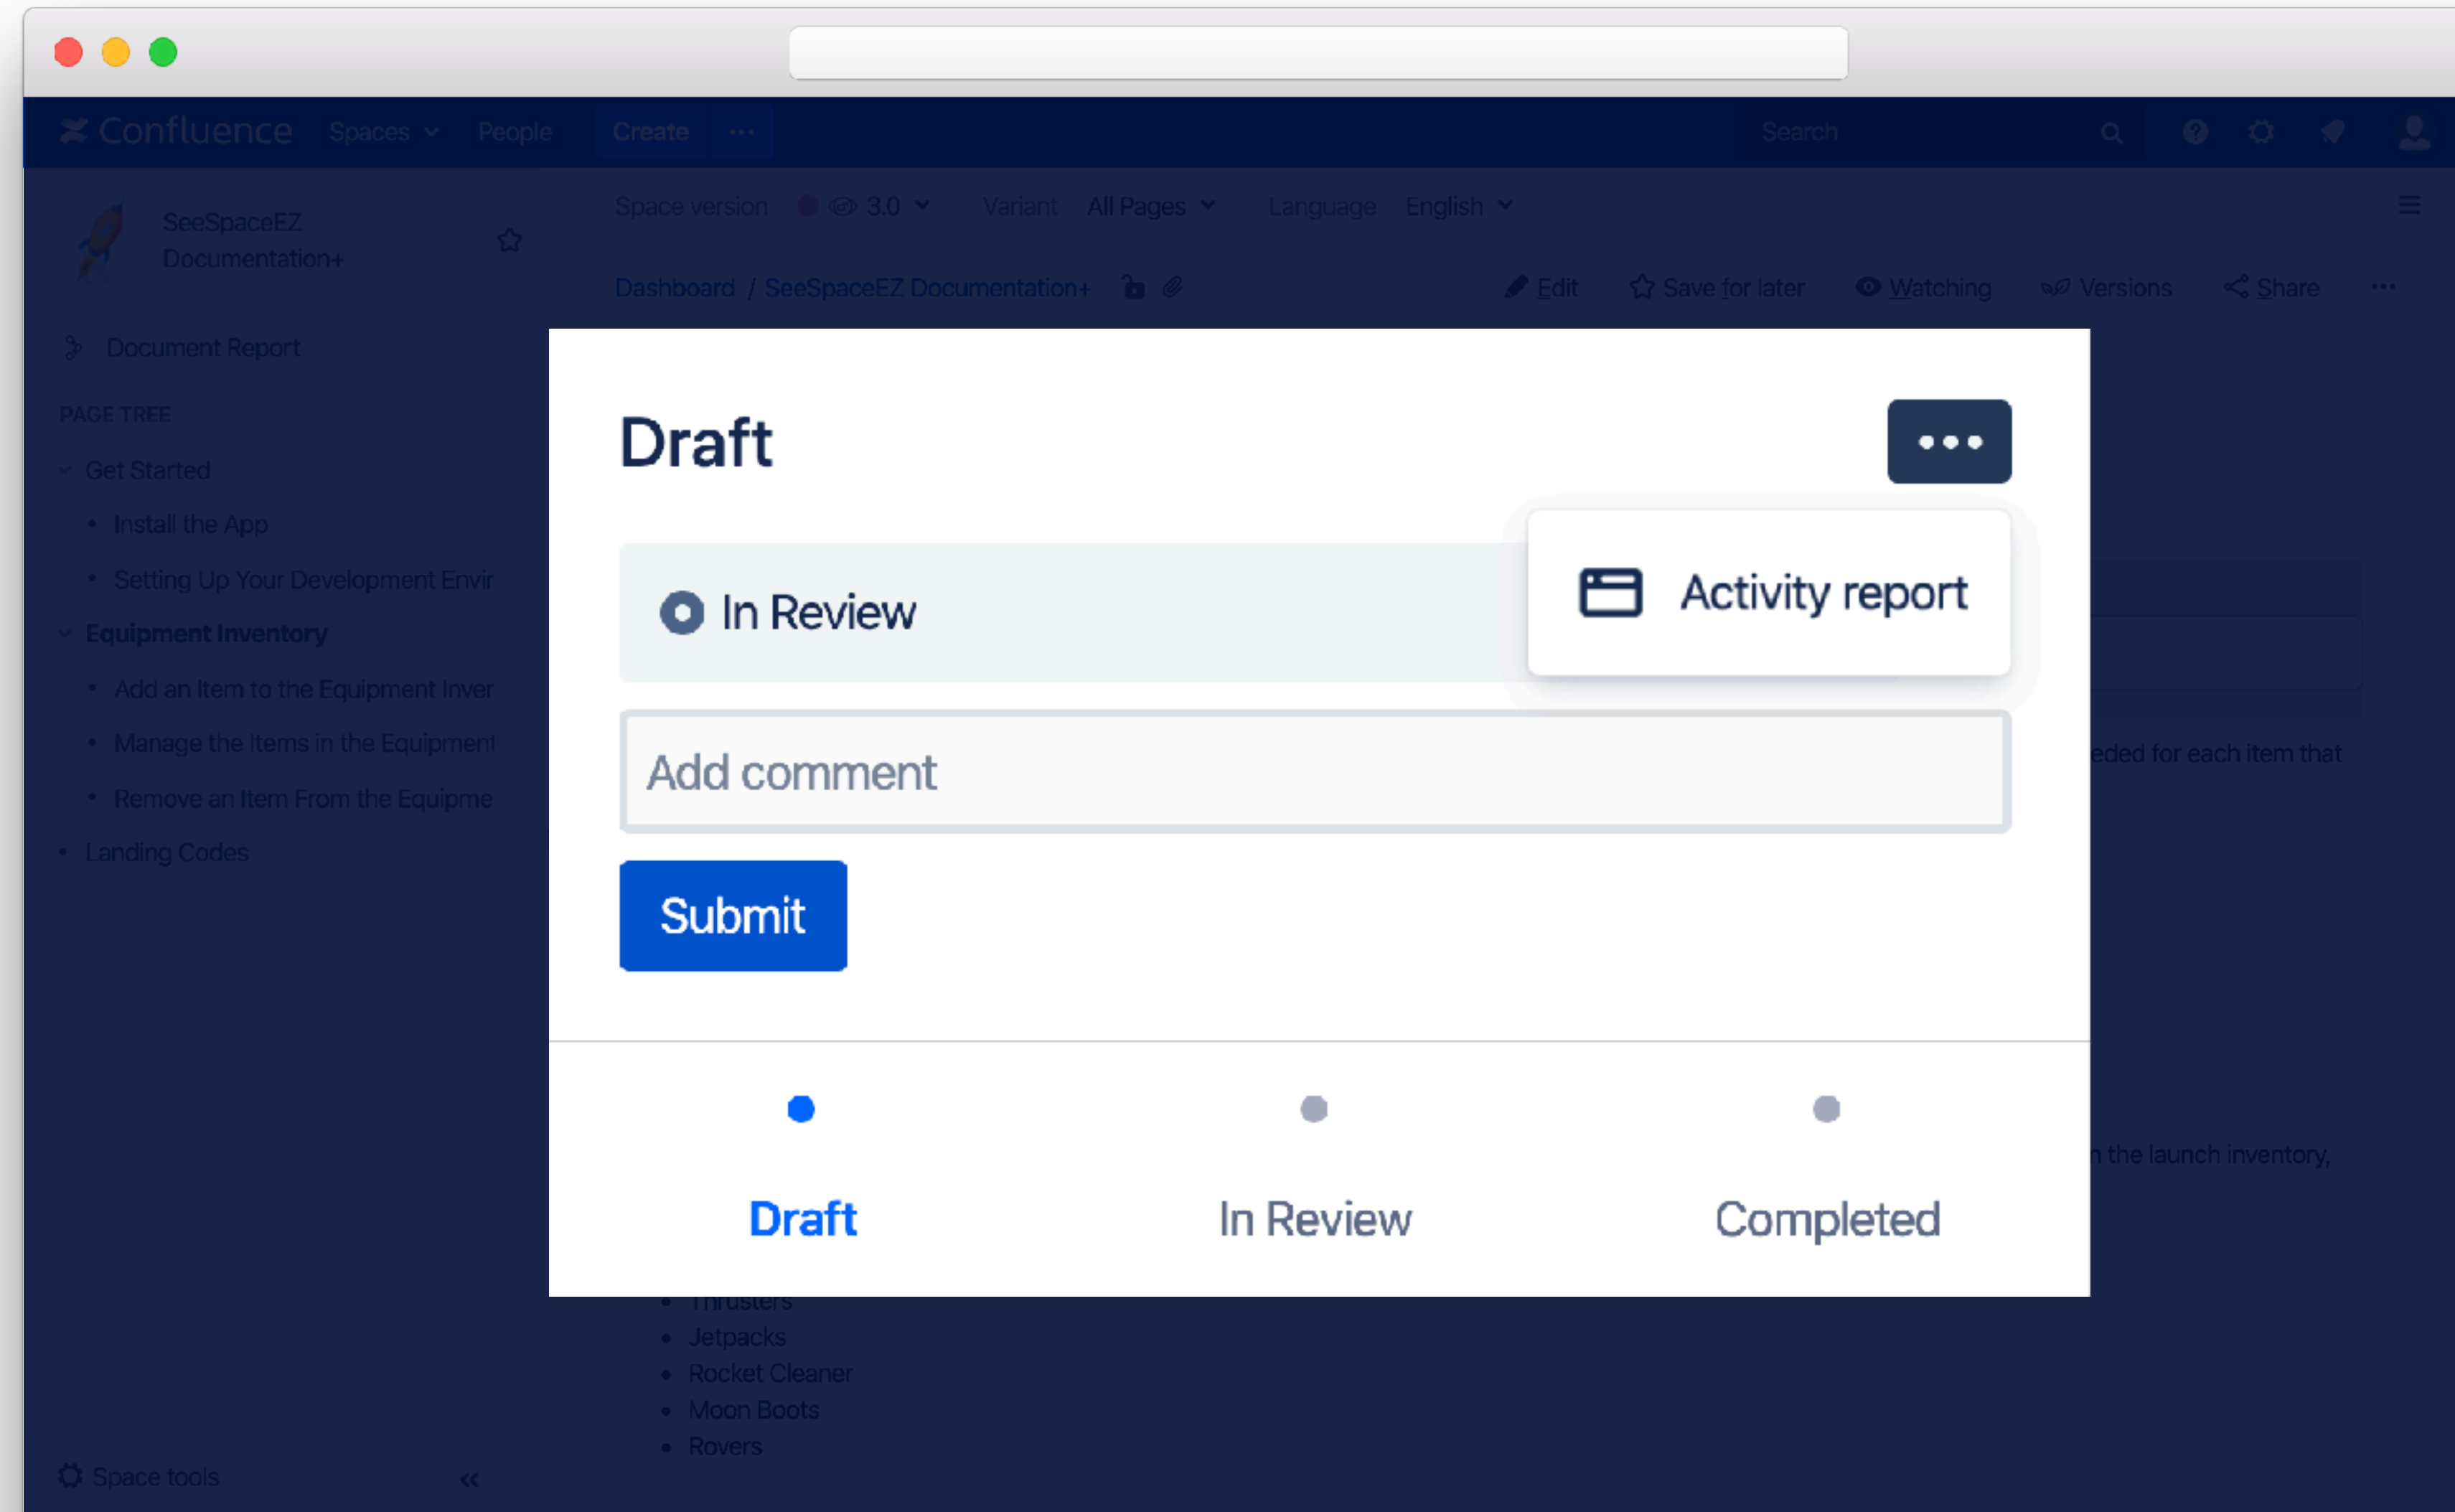 Confluence Spaces People Create Search
SeeSpaceEZ
Documentation+
Document Report
PAGE TREE
Get Started
• Install the App
• Setting Up Your Development Envir
Equipment Inventory
• Add an Item to the Equipment Inver
• Manage the Items in the Equipment
• Remove an Item From the Equipme
• Landing Codes
Space tools
Space version 3.0 Variant All Pages Language English
Dashboard / SeeSpaceEZ Documentation+ Edit Save for later Watching Versions Share
Draft
Activity report
In Review
Add comment
Submit
Draft In Review Completed
eded for each item that
n the launch inventory,
• Thrusters
• Jetpacks
• Rocket Cleaner
• Moon Boots
• Rovers